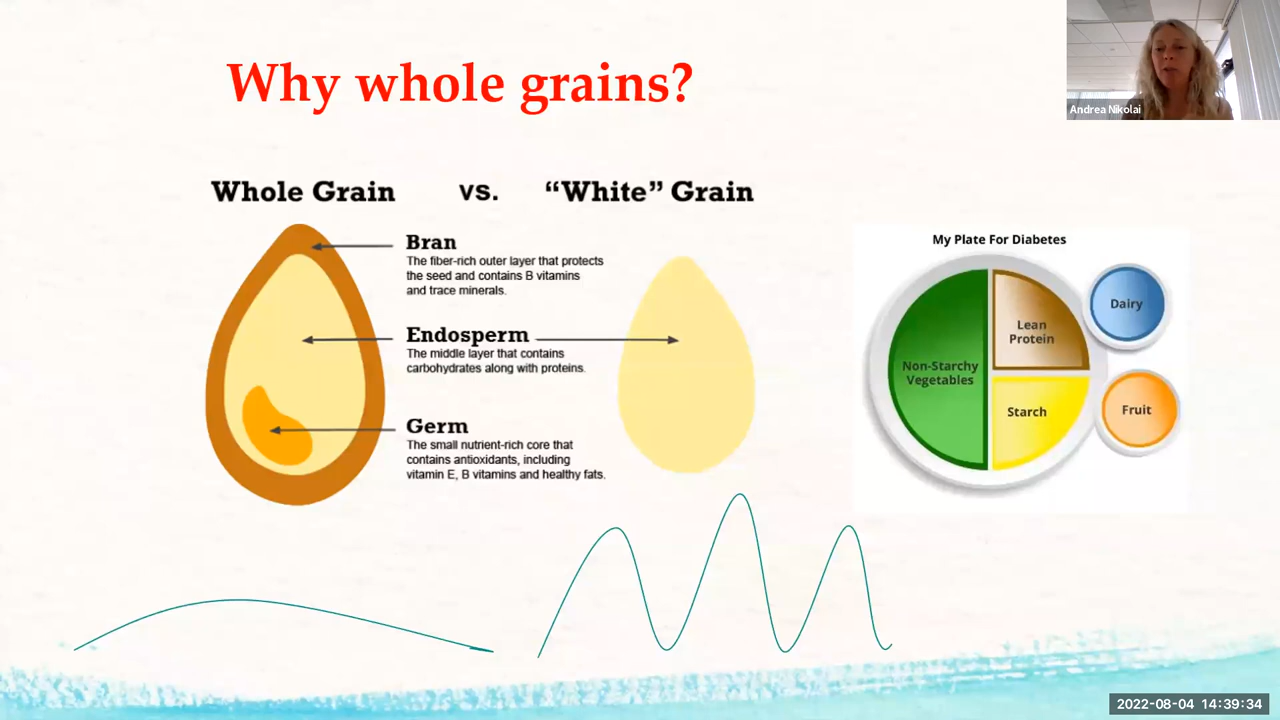 Why whole grains?
Andrea Nikolai
Whole Grain vs. “White” Grain
Bran
The fiber-rich outer layer that protects
the seed and contains B vitamins
and trace minerals.
Endosperm
The middle layer that contains
carbohydrates along with proteins.
Germ
The small nutrient-rich core that
contains antioxidants, including
vitamin E, B vitamins and healthy fats.
My Plate For Diabetes
Non-Starchy
Vegetables
Lean
Protein
Starch
Dairy
Fruit
2022-08-04 14:39:34